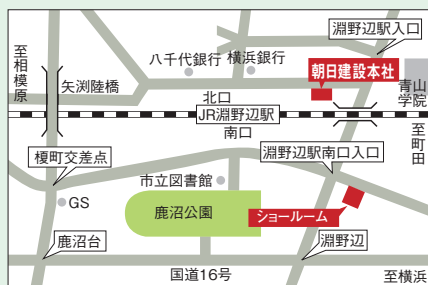 淵野辺駅入口
至相模原
八千代銀行
横浜銀行
朝日建設本社
矢渕陸橋
青山学院
北口
JR淵野辺駅
南口
至町田
榎町交差点
淵野辺駅南口入口
市立図書館
GS
鹿沼公園
ショールーム
鹿沼台
淵野辺
国道16号
至横浜